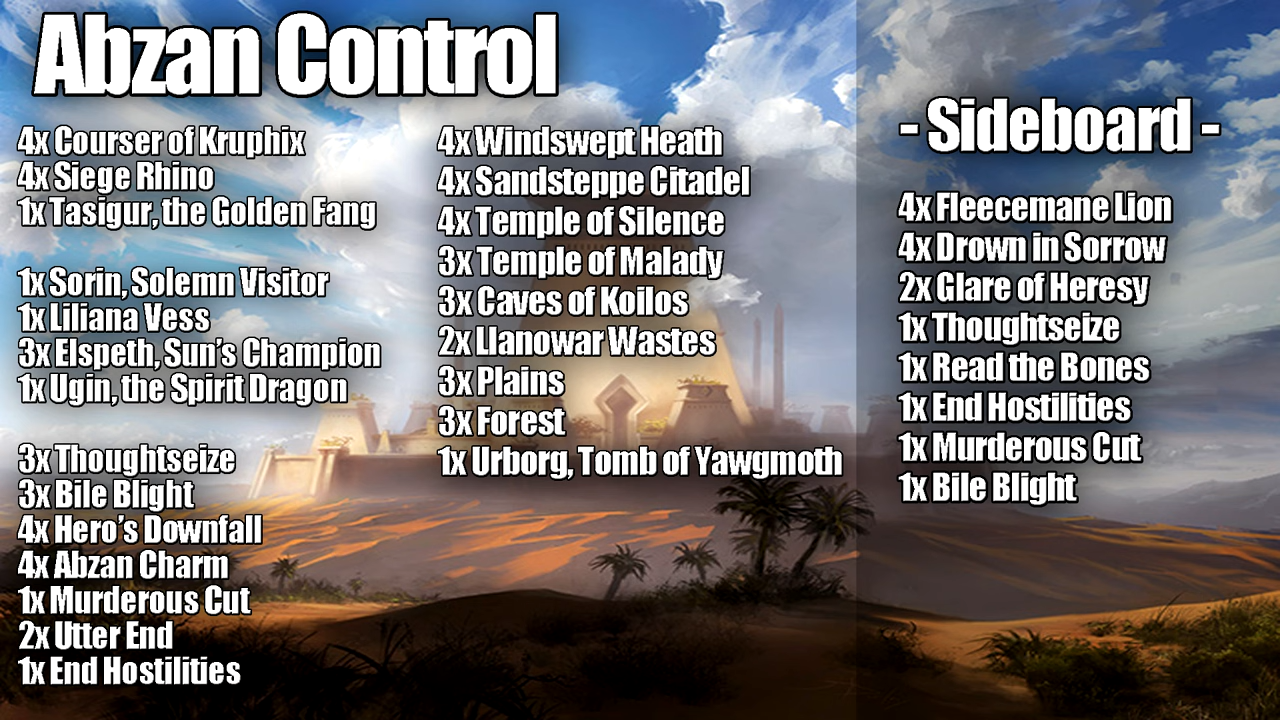 Abzan Control
4x Courser of Kruphix
4x Siege Rhino
1x Tasigur, the Golden Fang
1x Sorin, Solemn Visitor
1x Liliana Vess
3x Elspeth, Sun's Champion
1x Ugin, the Spirit Dragon
3x Thoughtseize
3x Bile Blight
4x Hero's Downfall
4x Abzan Charm
1x Murderous Cut
2x Utter End
1x End Hostilities
4x Windswept Heath
4x Sandsteppe Citadel
4x Temple of Silence
3x Temple of Malady
3x Caves of Koilos
2x Llanowar Wastes
3x Plains
3x Forest
1x Urborg, Tomb of Yawgmoth
- Sideboard -
4x Fleecemane Lion
4x Drown in Sorrow
2x Glare of Heresy
1x Thoughtseize
1x Read the Bones
1x End Hostilities
1x Murderous Cut
1x Bile Blight